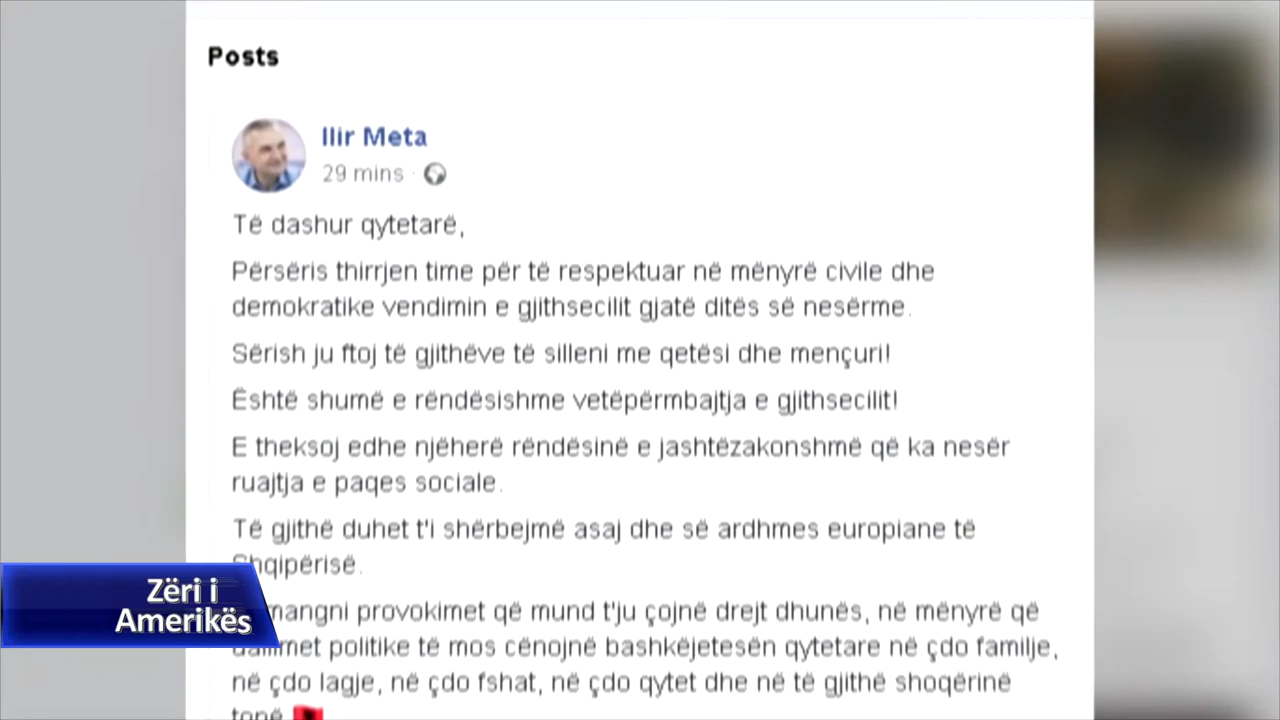 Posts
Ilir Meta
29 mins
Të dashur qytetarë,
Përsëris thirrjen time për të respektuar në mënyrë civile dhe
demokratike vendimin e gjithsecilit gjatë ditës së nesërme.
Sërish ju ftoj të gjithëve të silleni me qetësi dhe mençuri!
Është shumë e rëndësishme vetëpërmbajtja e gjithsecilit!
E theksoj edhe njëherë rëndësinë e jashtëzakonshmë që ka nesër
ruajtja e paqes sociale.
Të gjithë duhet t'i shërbejmë asaj dhe së ardhmes europiane të
Shqipërisë.
mangni provokimet që mund t'ju çojnë drejt dhunës, në mënyrë që
dallimet politike të mos cënojnë bashkëjetesën qytetare në çdo familje,
në çdo lagje, në çdo fshat, në çdo qytet dhe në të gjithë shoqërinë
tonë
Zëri i
Amerikës